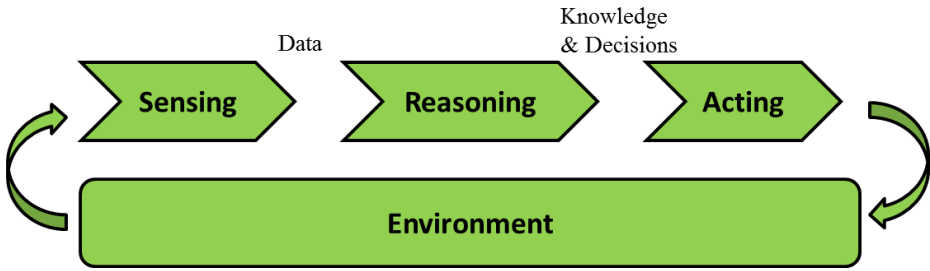 Data
Knowledge
& Decisions
Sensing
Reasoning
Acting
Environment